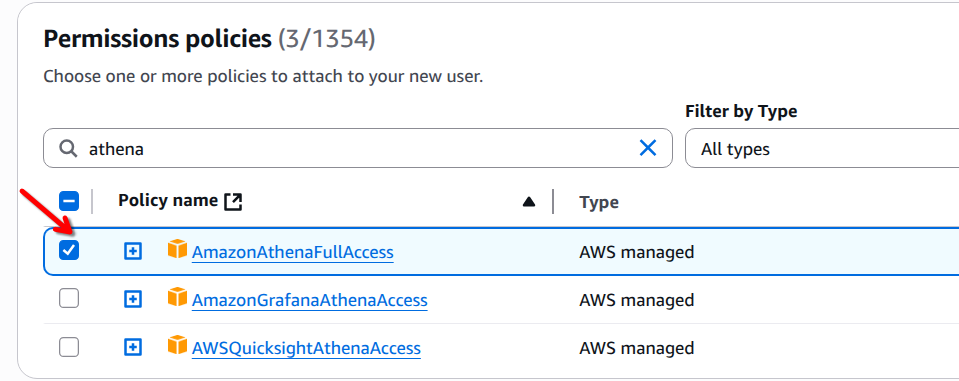 Permissions policies (3/1354)
Choose one or more policies to attach to your new user.
Filter by Type
athena
All types
Policy name
Type
AmazonAthenaFullAccess
AWS managed
AmazonGrafanaAthenaAccess
AWS managed
AWSQuicksightAthenaAccess
AWS managed